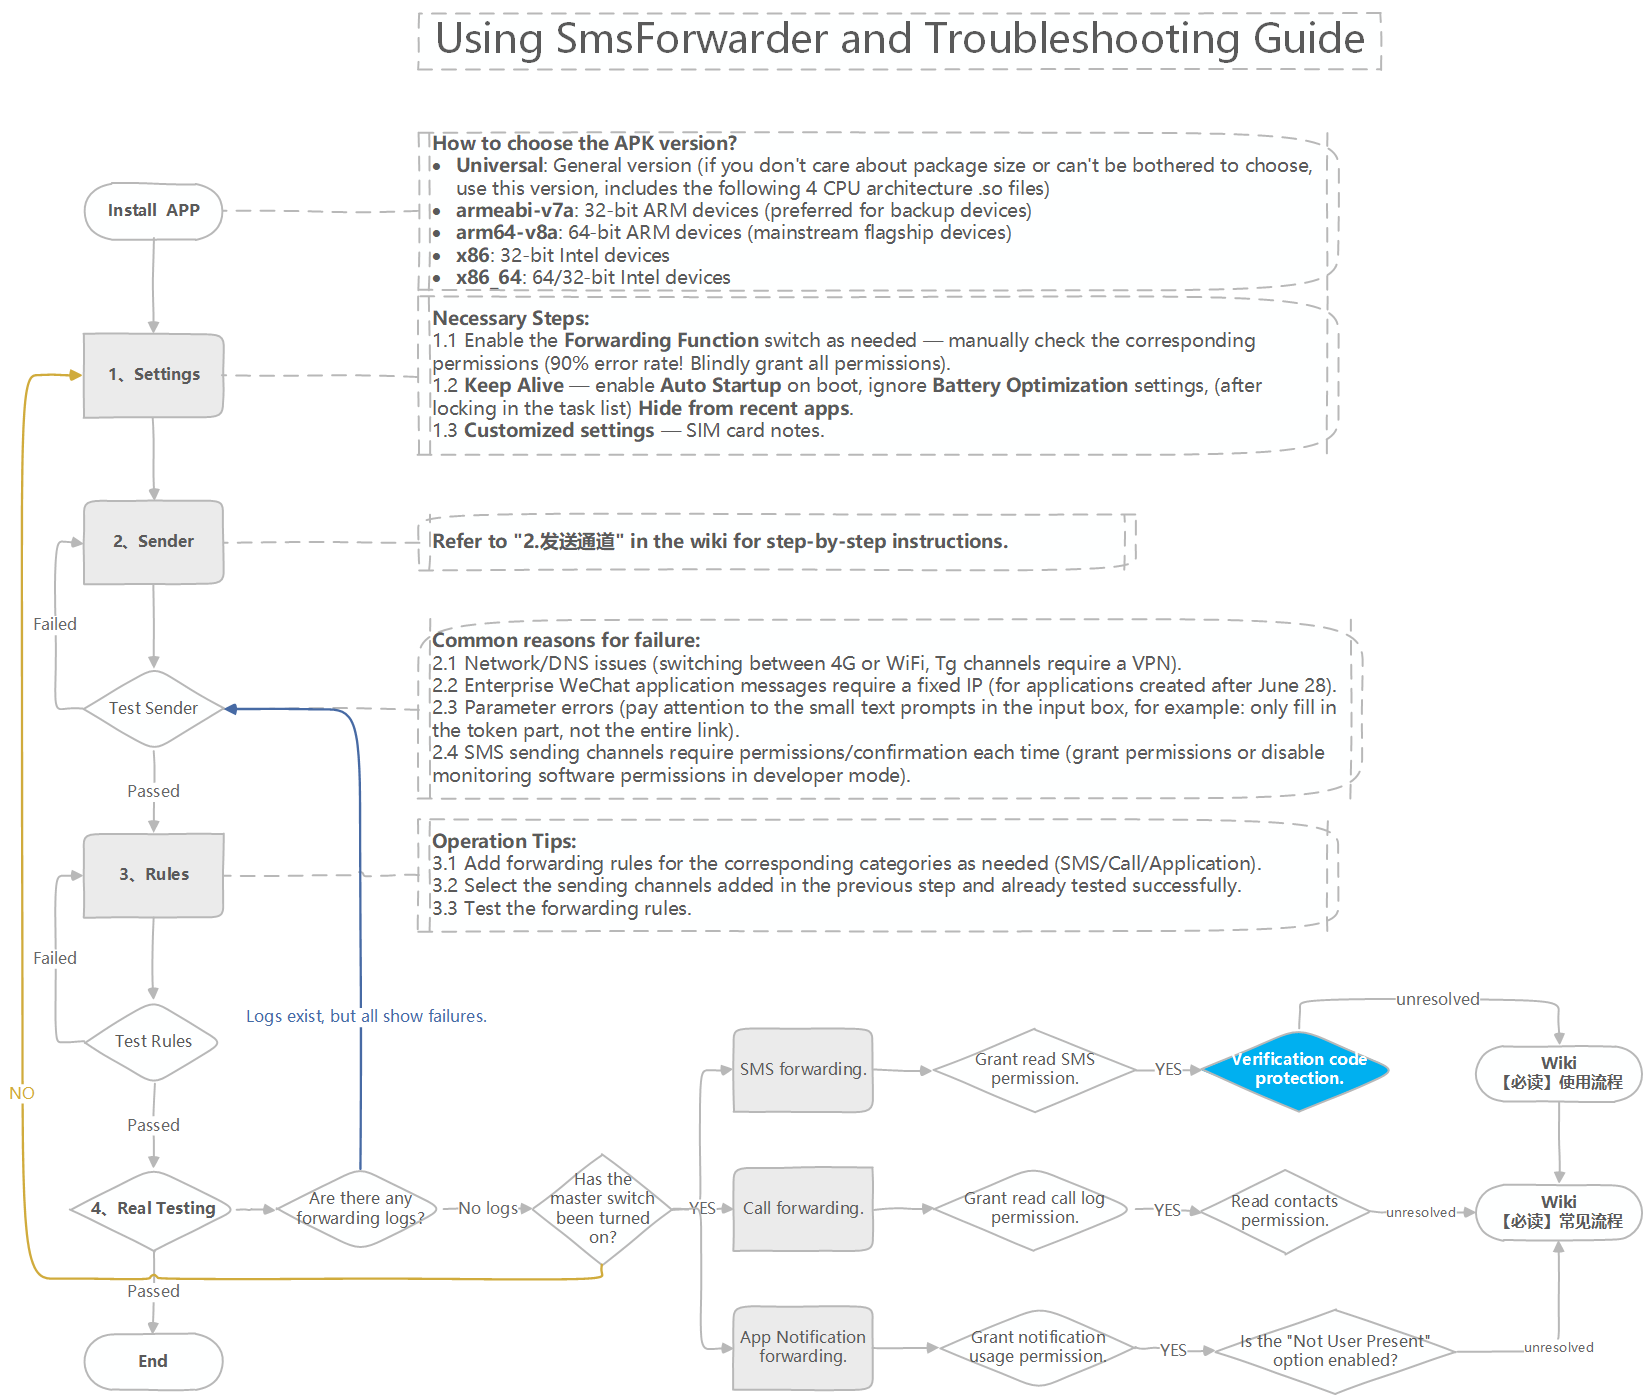 Using SmsForwarder and Troubleshooting Guide
How to choose the APK version?
• Universal: General version (if you don't care about package size or can't be bothered to choose,
use this version, includes the following 4 CPU architecture .so files)
Install APP
• armeabi-v7a: 32-bit ARM devices (preferred for backup devices)
• arm64-v8a: 64-bit ARM devices (mainstream flagship devices)
• x86: 32-bit Intel devices
• x86_64: 64/32-bit Intel devices
Necessary Steps:
1.1 Enable the Forwarding Function switch as needed — manually check the corresponding
permissions (90% error rate! Blindly grant all permissions).
1、Settings
1.2 Keep Alive — enable Auto Startup on boot, ignore Battery Optimization settings, (after
locking in the task list) Hide from recent apps.
1.3 Customized settings — SIM card notes.
2、Sender
Refer to "2.发送通道" in the wiki for step-by-step instructions.
Failed
Common reasons for failure:
2.1 Network/DNS issues (switching between 4G or WiFi, Tg channels require a VPN).
2.2 Enterprise WeChat application messages require a fixed IP (for applications created after June 28).
Test Sender
2.3 Parameter errors (pay attention to the small text prompts in the input box, for example: only fill in
the token part, not the entire link).
2.4 SMS sending channels require permissions/confirmation each time (grant permissions or disable
monitoring software permissions in developer mode).
Passed
Operation Tips:
3.1 Add forwarding rules for the corresponding categories as needed (SMS/Call/Application).
3、Rules
3.2 Select the sending channels added in the previous step and already tested successfully.
3.3 Test the forwarding rules.
Failed
unresolved
Logs exist, but all show failures.
Test Rules
SMS forwarding.
Grant read SMS
permission.
YES
Verification code
protection.
Wiki
【必读】使用流程
NO
Passed
4、Real Testing
Are there any
forwarding logs?
No logs
Has the
master switch
been turned
on?
YES
Call forwarding.
Grant read call log
permission.
YES
Read contacts
permission.
unresolved
Wiki
【必读】常见流程
Passed
App Notification
forwarding.
Grant notification
usage permission.
YES
Is the "Not User Present"
option enabled?
unresolved
End